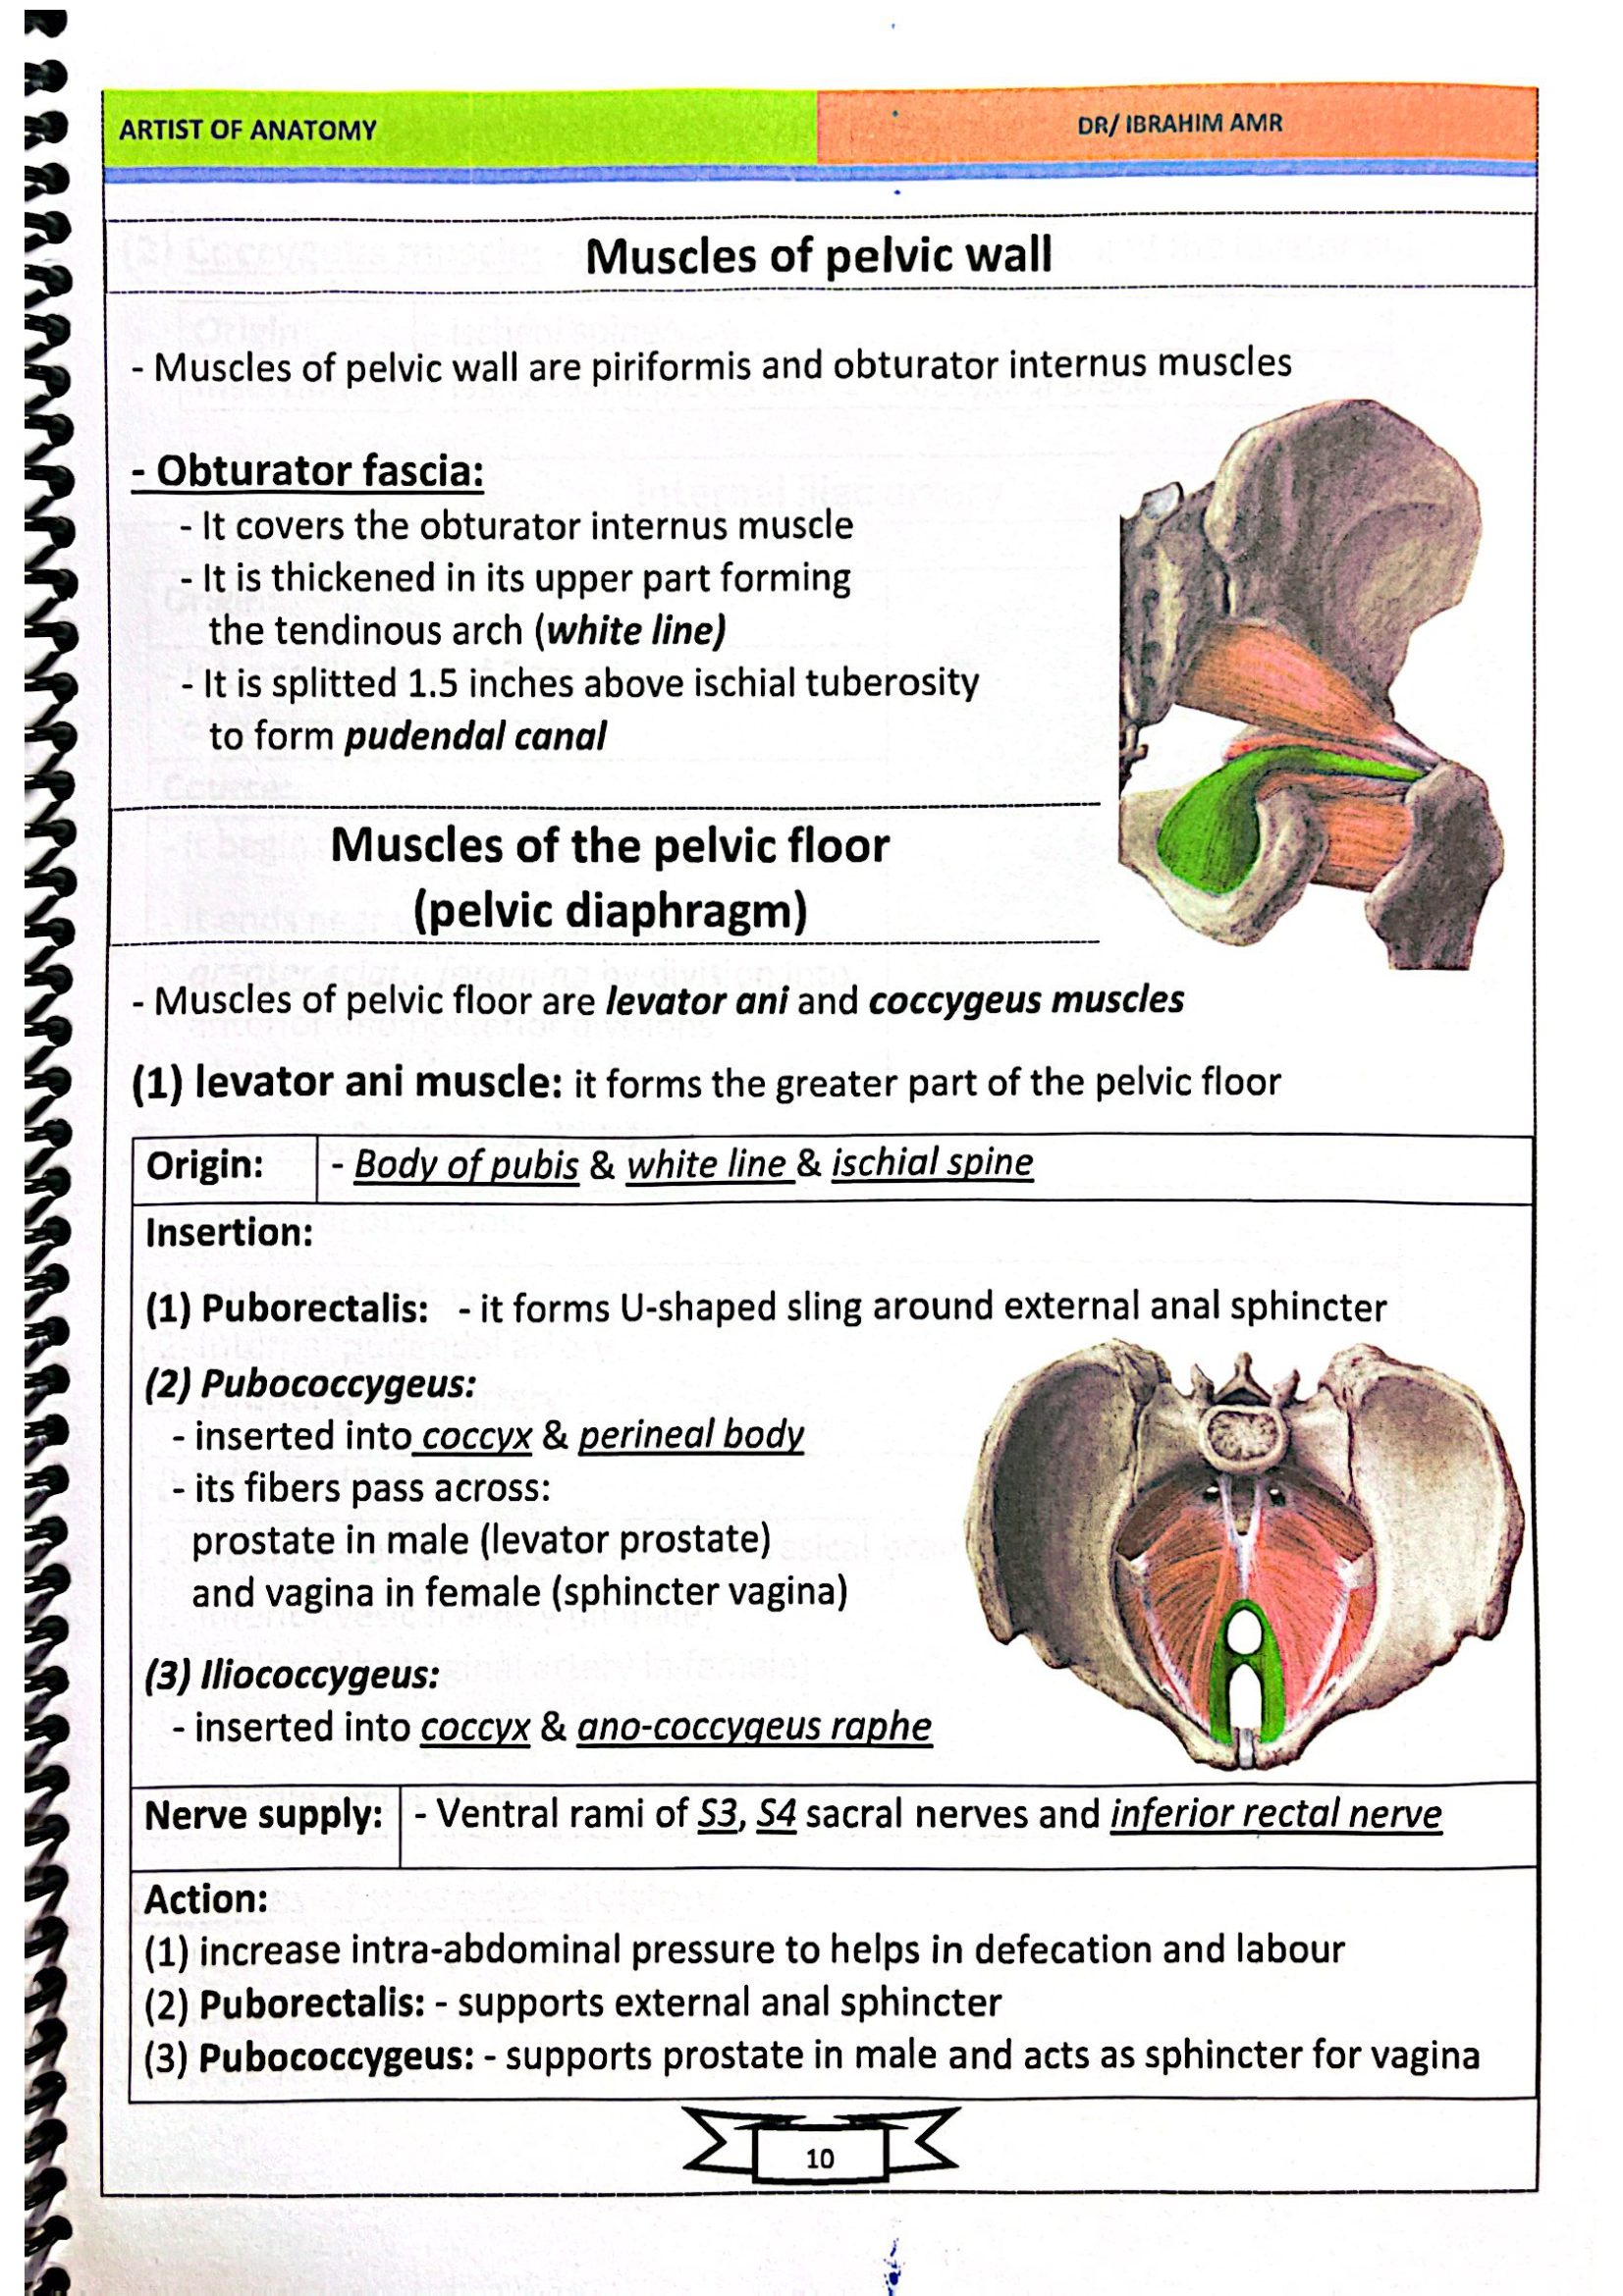 ARTIST OF ANATOMY
DR/ IBRAHIM AMR
Muscles of pelvic wall
- Muscles of pelvic wall are piriformis and obturator internus muscles
- Obturator fascia:
- It covers the obturator internus muscle
- It is thickened in its upper part forming
the tendinous arch (white line)
- It is splitted 1.5 inches above ischial tuberosity
to form pudendal canal
Muscles of the pelvic floor
(pelvic diaphragm)
- Muscles of pelvic floor are levator ani and coccygeus muscles
(1) levator ani muscle: it forms the greater part of the pelvic floor
Origin: - Body of pubis & white line & ischial spine
Insertion:
(1) Puborectalis: - it forms U-shaped sling around external anal sphincter
(2) Pubococcygeus:
- inserted into coccyx & perineal body
- its fibers pass across:
prostate in male (levator prostate)
and vagina in female (sphincter vagina)
(3) Iliococcygeus:
- inserted into coccyx & ano-coccygeus raphe
Nerve supply: - Ventral rami of S3, S4 sacral nerves and inferior rectal nerve
Action:
(1) increase intra-abdominal pressure to helps in defecation and labour
(2) Puborectalis: - supports external anal sphincter
(3) Pubococcygeus: - supports prostate in male and acts as sphincter for vagina
10